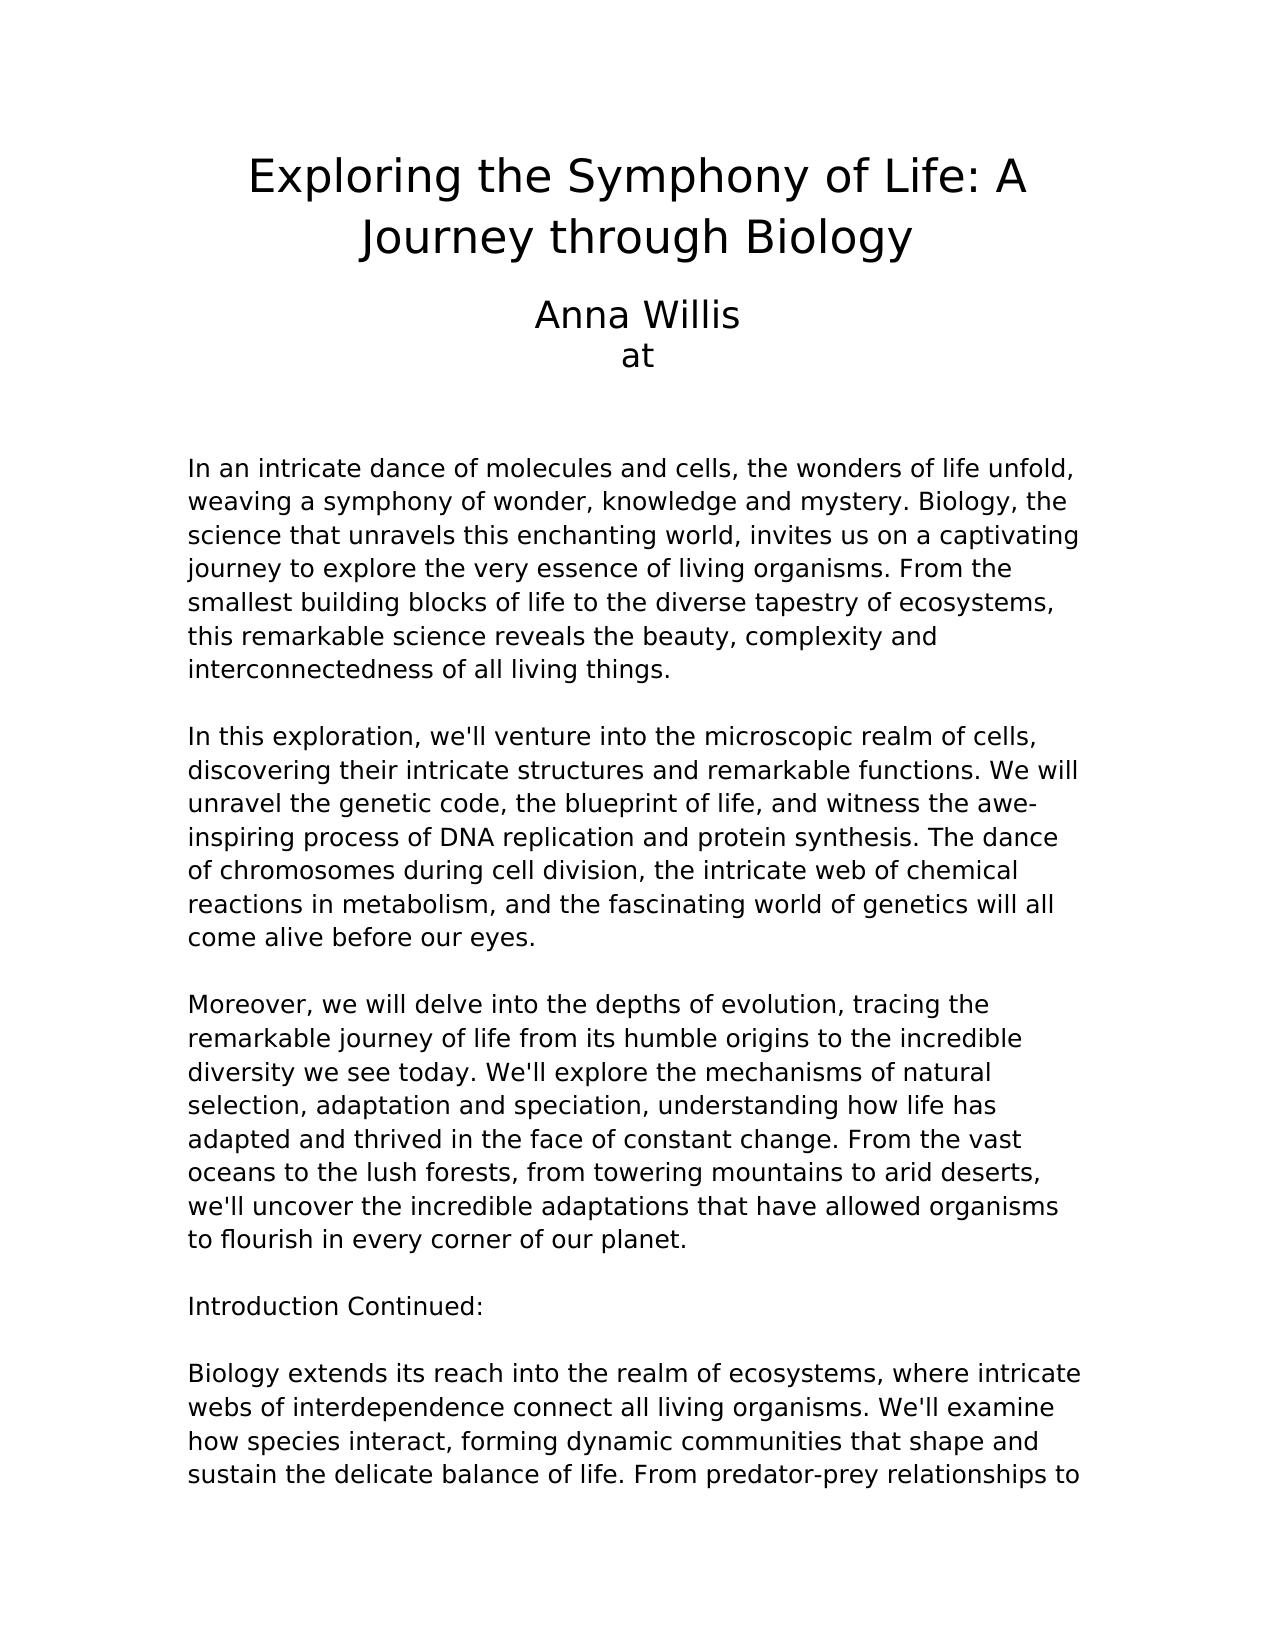 Exploring the Symphony of Life: A
Journey through Biology
Anna Willis
at
In an intricate dance of molecules and cells, the wonders of life unfold,
weaving a symphony of wonder, knowledge and mystery. Biology, the
science that unravels this enchanting world, invites us on a captivating
journey to explore the very essence of living organisms. From the
smallest building blocks of life to the diverse tapestry of ecosystems,
this remarkable science reveals the beauty, complexity and
interconnectedness of all living things.
In this exploration, we'll venture into the microscopic realm of cells,
discovering their intricate structures and remarkable functions. We will
unravel the genetic code, the blueprint of life, and witness the awe-
inspiring process of DNA replication and protein synthesis. The dance
of chromosomes during cell division, the intricate web of chemical
reactions in metabolism, and the fascinating world of genetics will all
come alive before our eyes.
Moreover, we will delve into the depths of evolution, tracing the
remarkable journey of life from its humble origins to the incredible
diversity we see today. We'll explore the mechanisms of natural
selection, adaptation and speciation, understanding how life has
adapted and thrived in the face of constant change. From the vast
oceans to the lush forests, from towering mountains to arid deserts,
we'll uncover the incredible adaptations that have allowed organisms
to flourish in every corner of our planet.
Introduction Continued:
Biology extends its reach into the realm of ecosystems, where intricate
webs of interdependence connect all living organisms. We'll examine
how species interact, forming dynamic communities that shape and
sustain the delicate balance of life. From predator-prey relationships to